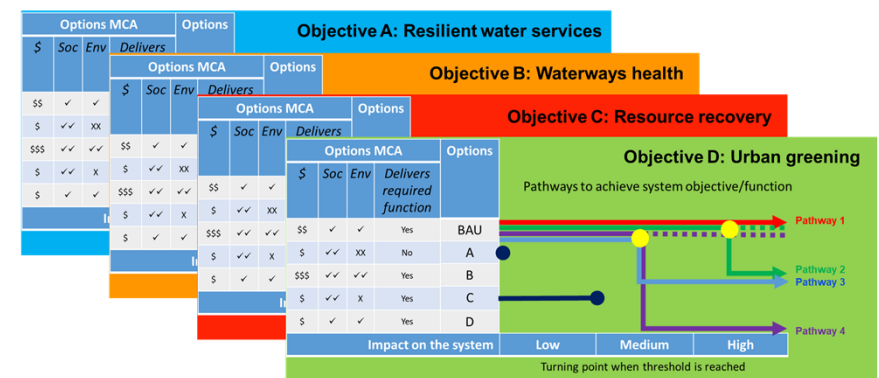 Options MCA Options
Objective A: Resilient water services
$ Soc Env Delivers
$$ ✓ ✓
$ ✓✓ XX
$$$ ✓✓ ✓✓
$ ✓✓ X
$ ✓ ✓
Options MCA Options
Objective B: Waterways health
$ Soc Env Delivers
$$ ✓ ✓
$ ✓✓ XX
$$$ ✓✓ ✓✓
$ ✓✓ X
$ ✓ ✓
Options MCA Options
Objective C: Resource recovery
$ Soc Env Delivers
$$ ✓ ✓
$ ✓✓ XX
$$$ ✓✓ ✓✓
$ ✓✓ X
$ ✓ ✓
Options MCA Options
Objective D: Urban greening
$ Soc Env Delivers
required
function
Pathways to achieve system objective/function
$$ ✓ ✓ Yes BAU
$ ✓✓ XX No A
$$$ ✓✓ ✓✓ Yes B
$ ✓✓ X Yes C
$ ✓ ✓ Yes D
Pathway 1
Pathway 2
Pathway 3
Pathway 4
Impact on the system Low Medium High
Turning point when threshold is reached